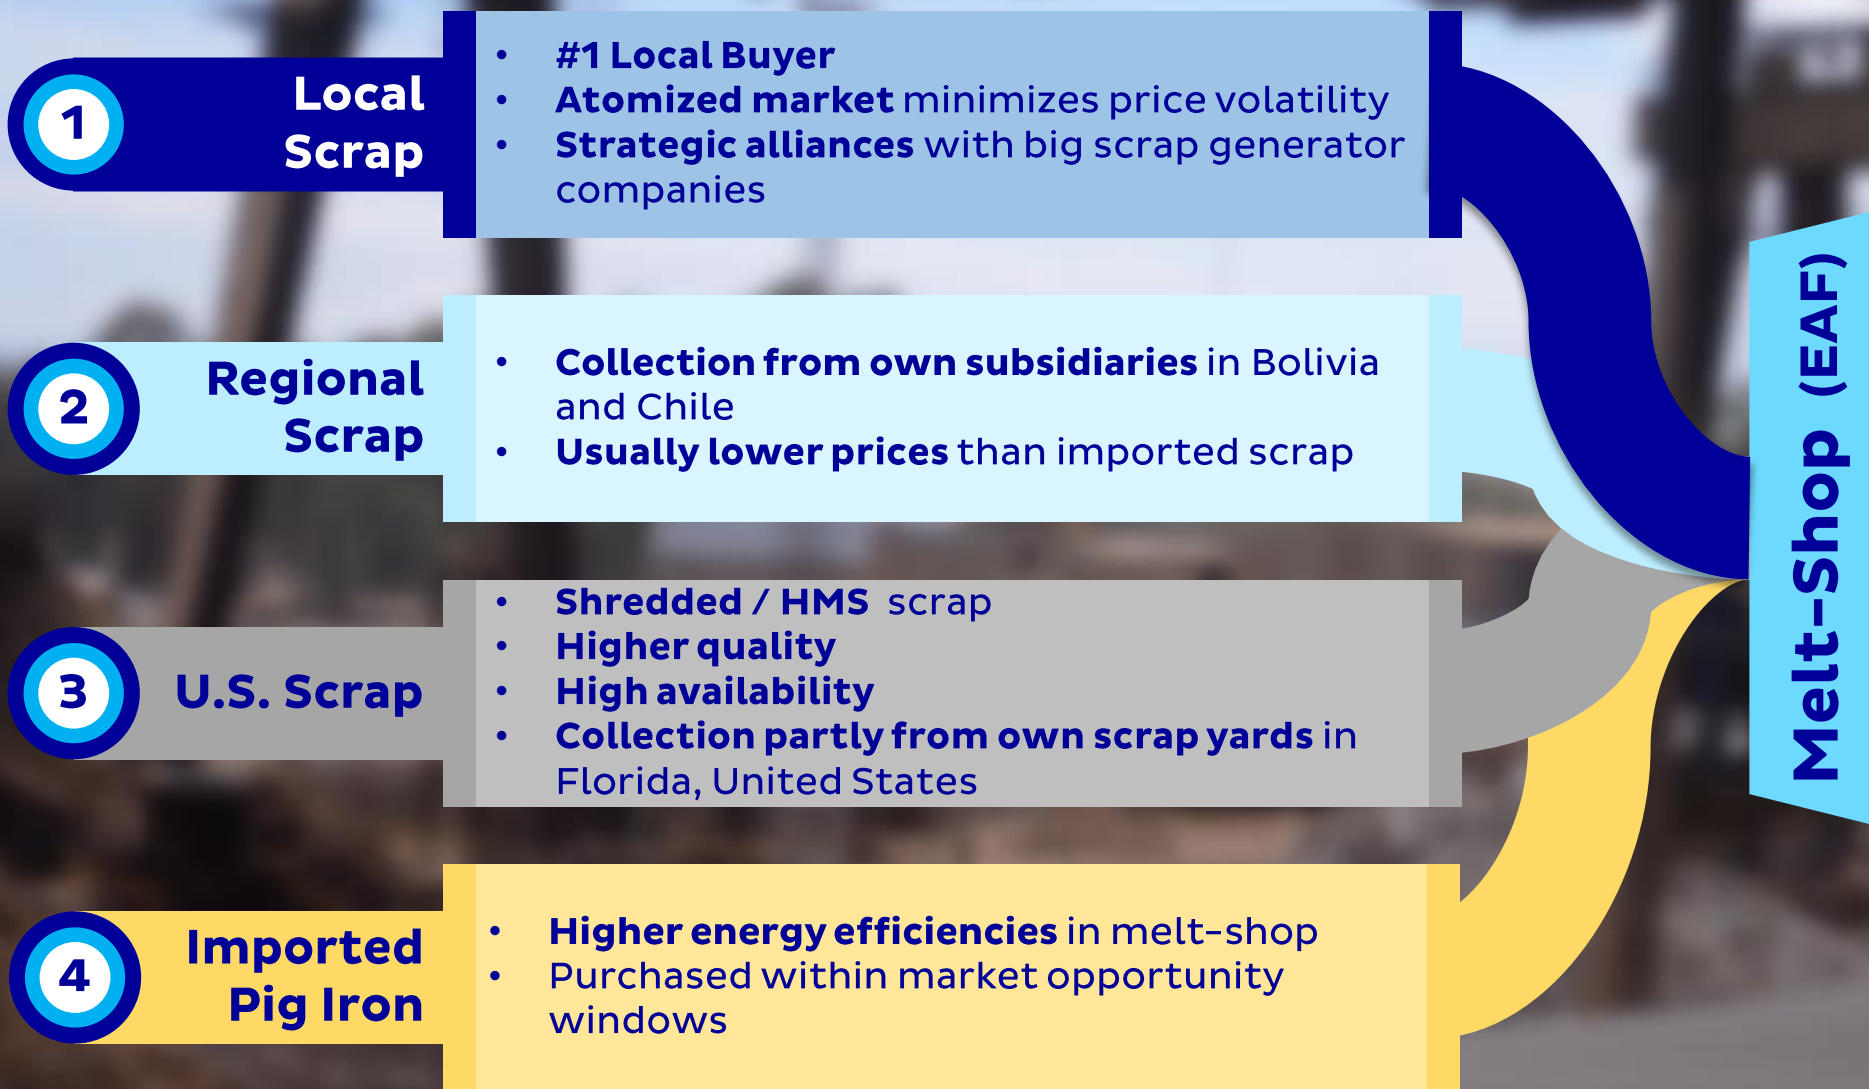 1
Local
Scrap
• #1 Local Buyer
• Atomized market minimizes price volatility
• Strategic alliances with big scrap generator
companies
2
Regional
Scrap
• Collection from own subsidiaries in Bolivia
and Chile
• Usually lower prices than imported scrap
3
U.S. Scrap
• Shredded / HMS scrap
• Higher quality
• High availability
• Collection partly from own scrap yards in
Florida, United States
4
Imported
Pig Iron
• Higher energy efficiencies in melt-shop
• Purchased within market opportunity
windows
Melt-Shop (EAF)